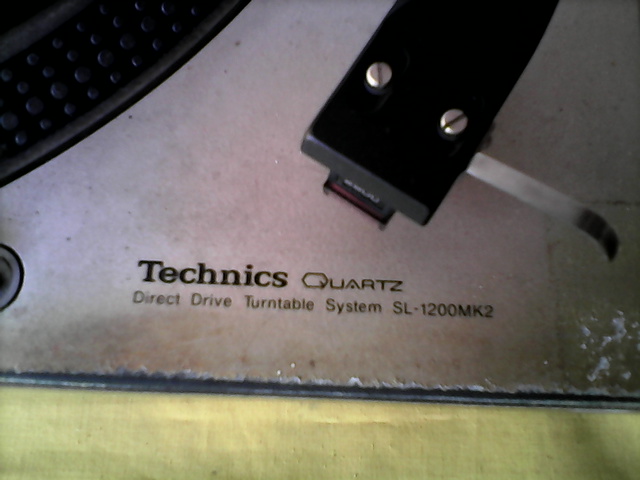 Technics QUARTZ
Direct Drive Turntable System SL-1200MK2